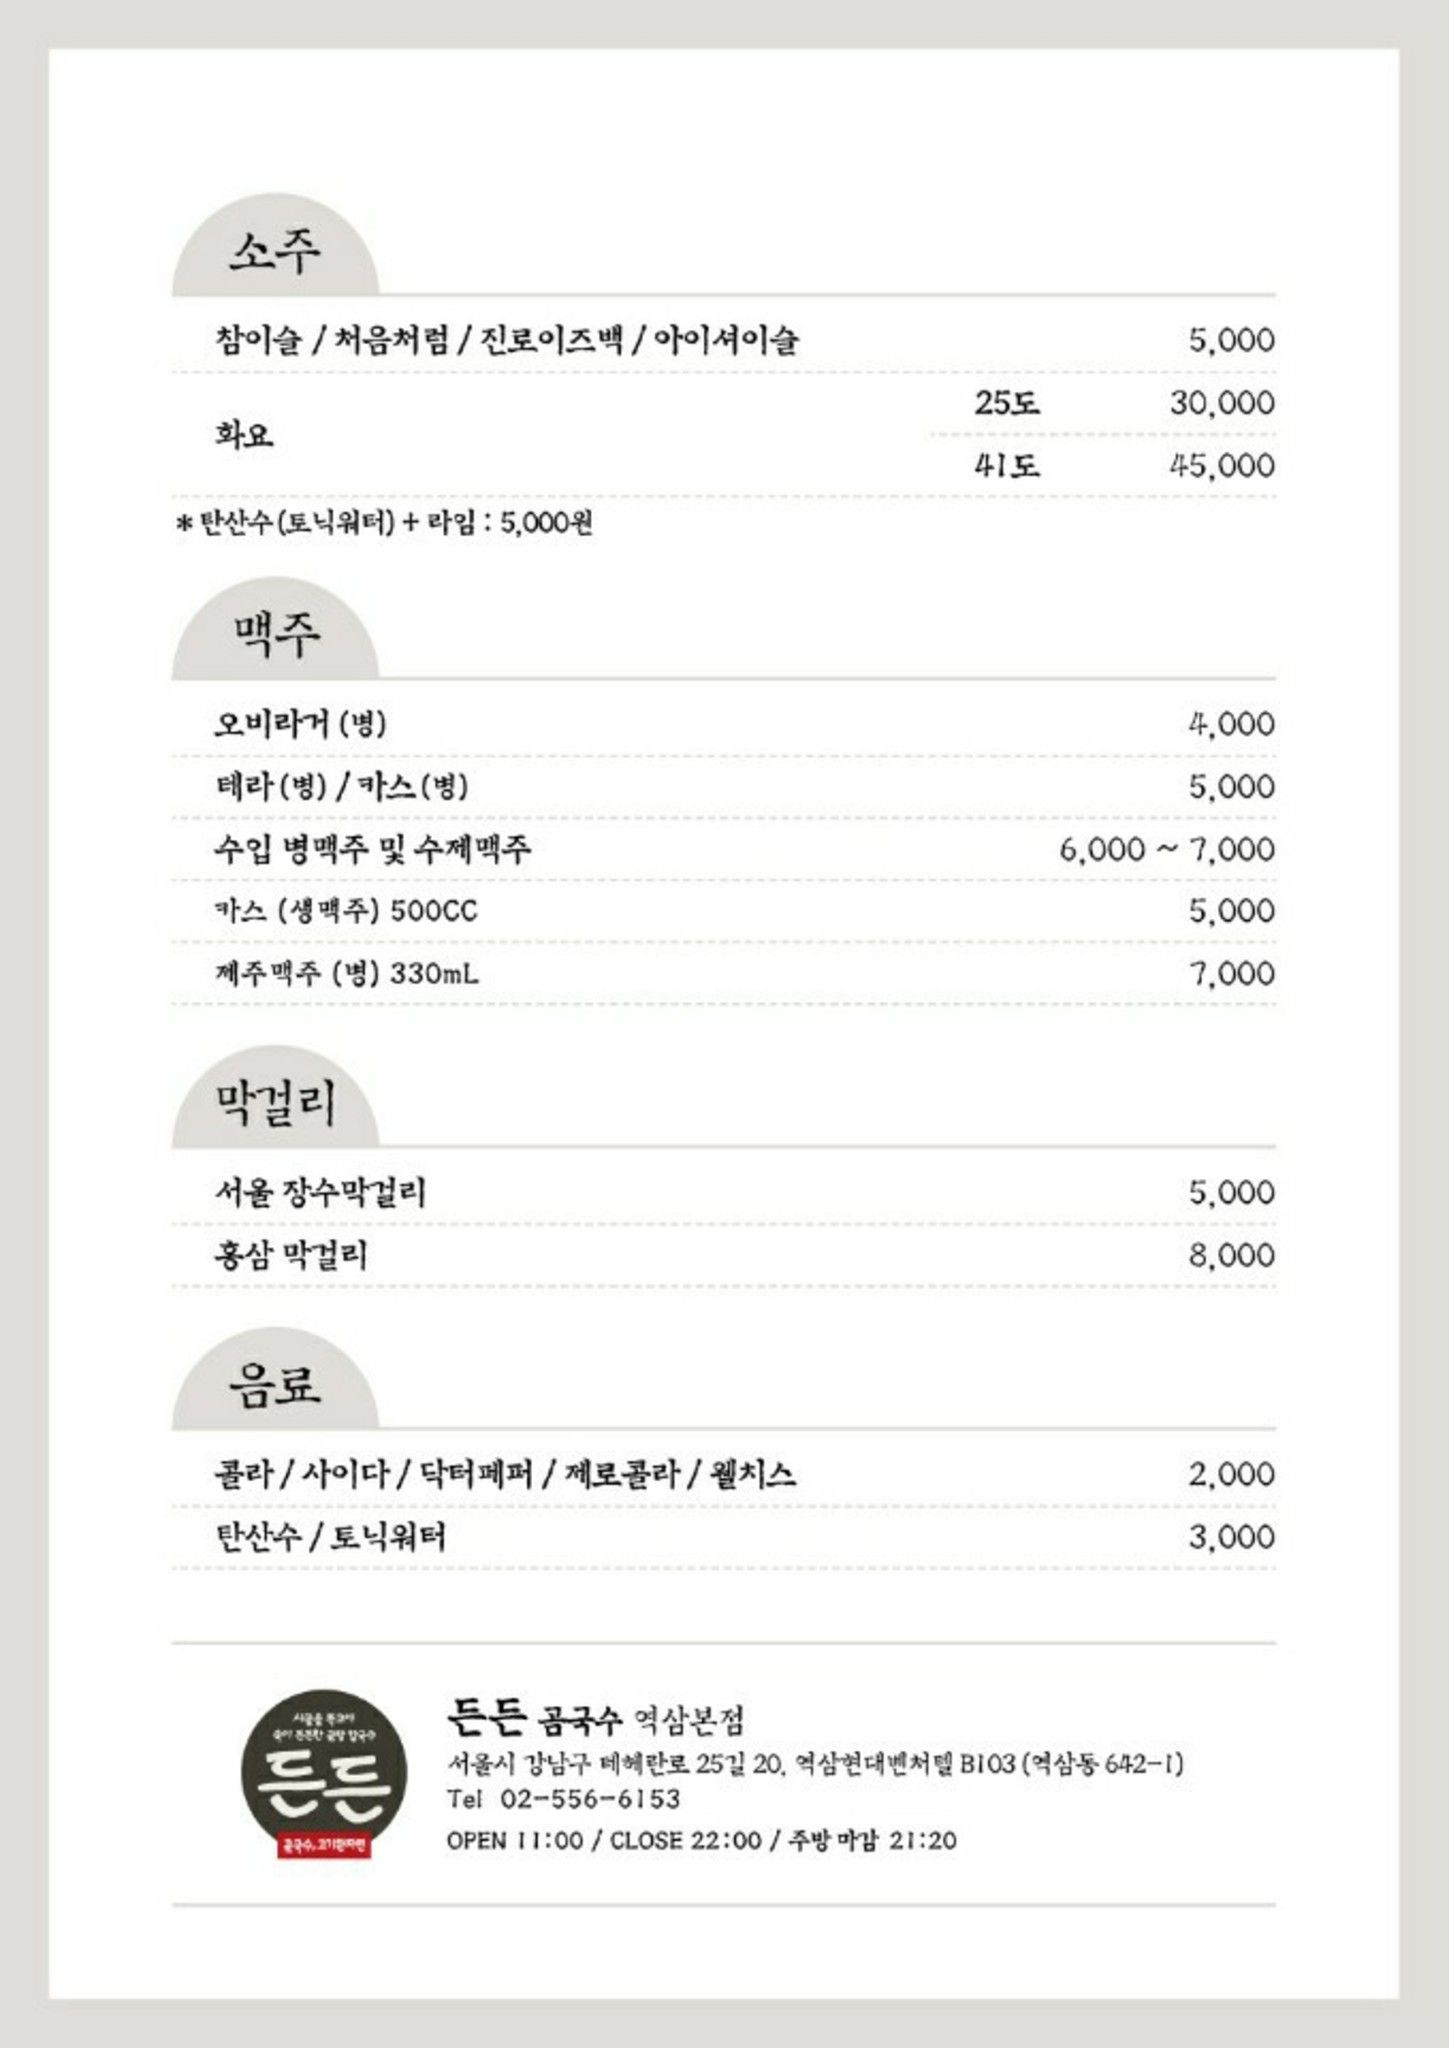 소주
참이슬 / 처음처럼 / 진로이즈백 / 아이셔이슬 5,000
화요
25도 30,000
41도 45,000
* 탄산수(토닉워터) + 라임 : 5,000원
맥주
오비라거 (병) 4,000
테라(병) / 카스(병) 5,000
수입 병맥주 및 수제맥주 6,000 ~ 7,000
카스 (생맥주) 500CC 5,000
제주맥주 (병) 330mL 7,000
막걸리
서울 장수막걸리 5,000
홍삼 막걸리 8,000
음료
콜라 / 사이다 / 닥터페퍼 / 제로콜라 / 웰치스 2,000
탄산수 / 토닉워터 3,000
든든
든든 곰국수 역삼본점
서울시 강남구 테헤란로 25길 20, 역삼현대벤처텔 B103 (역삼동 642-1)
Tel 02-556-6153
OPEN 11:00 / CLOSE 22:00 / 주방 마감 21:20